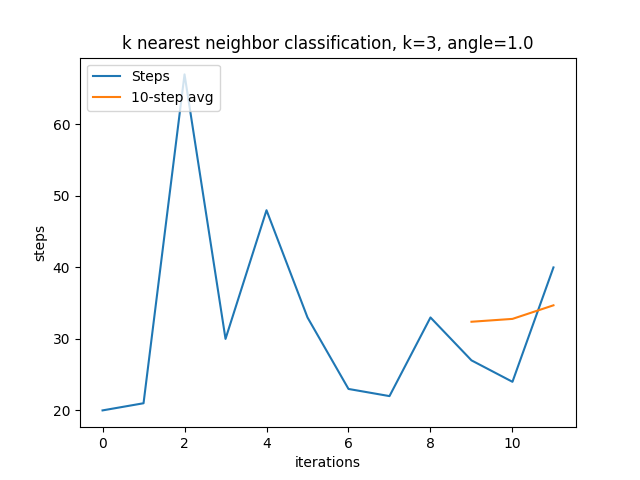 k nearest neighbor classification, k=3, angle=1.0
Steps
10-step avg
60
50
40
30
20
steps
0 2 4 6 8 10
iterations